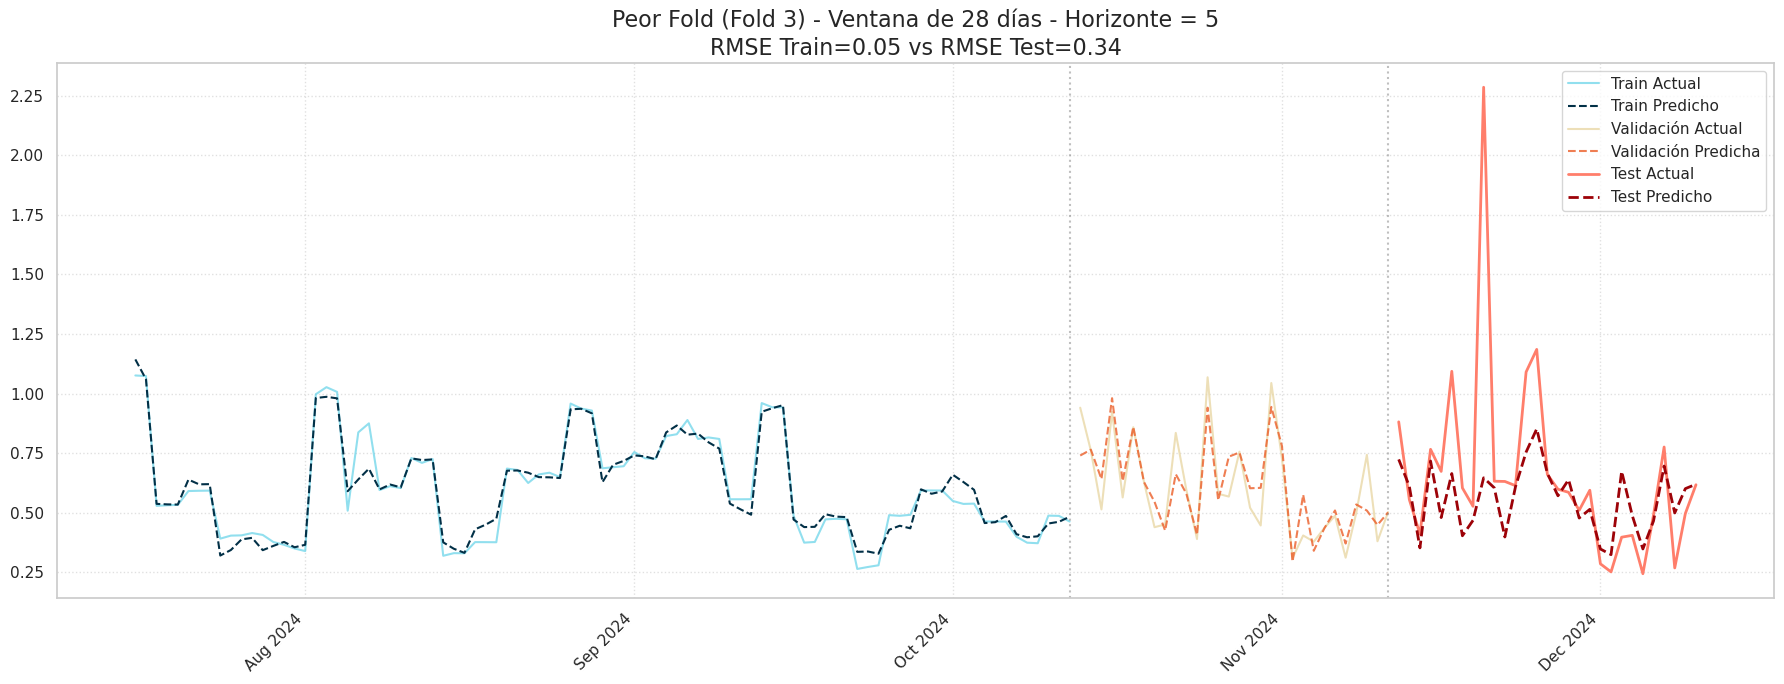 Peor Fold (Fold 3) - Ventana de 28 días - Horizonte = 5
RMSE Train=0.05 vs RMSE Test=0.34
Train Actual
Train Predicho
Validación Actual
Validación Predicha
Test Actual
Test Predicho
2.25
2.00
1.75
1.50
1.25
1.00
0.75
0.50
0.25
Aug 2024
Sep 2024
Oct 2024
Nov 2024
Dec 2024